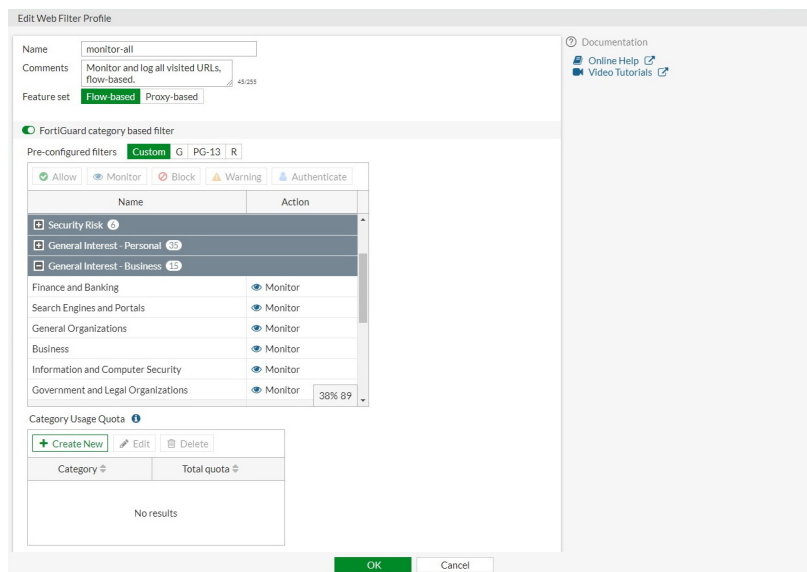 Edit Web Filter Profile
Name monitor-all
Comments Monitor and log all visited URLs,
flow-based. 45/255
Feature set Flow-based Proxy-based
FortiGuard category based filter
Pre-configured filters Custom G PG-13 R
Allow Monitor Block Warning Authenticate
Name Action
Security Risk 6
General Interest - Personal 35
General Interest - Business 15
Finance and Banking Monitor
Search Engines and Portals Monitor
General Organizations Monitor
Business Monitor
Information and Computer Security Monitor
Government and Legal Organizations Monitor
38% 89
Category Usage Quota
Create New Edit Delete
Category Total quota
No results
Documentation
Online Help
Video Tutorials
OK Cancel